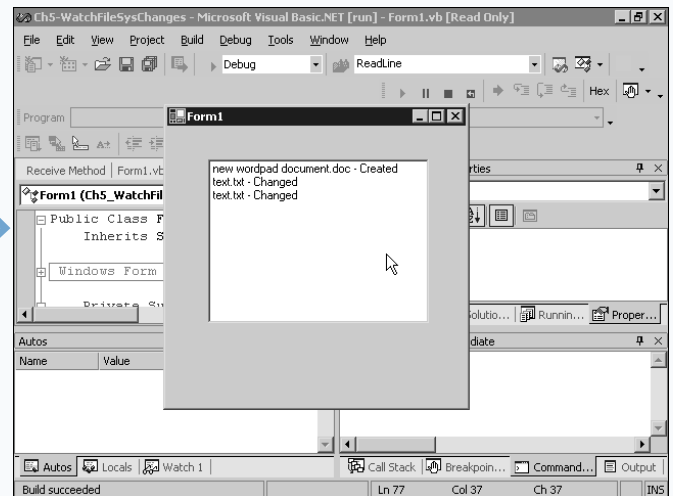 Ch5-WatchFileSysChanges - Microsoft Visual Basic.NET [run] - Form1.vb [Read Only]
File Edit View Project Build Debug Tools Window Help
Debug ReadLine
Hex
Program
Form1
new wordpad document.doc - Created
text.txt - Changed
text.txt - Changed
Receive Method Form1.vb
rties
Form1 (Ch5_WatchFil
Public Class F
Inherits S
Windows Form
Private Su
Solutio... Runnin... Proper...
Autos
diate
Name Value
Autos Locals Watch 1
Call Stack Breakpoin... Command... Output
Build succeeded Ln 77 Col 37 Ch 37 INS